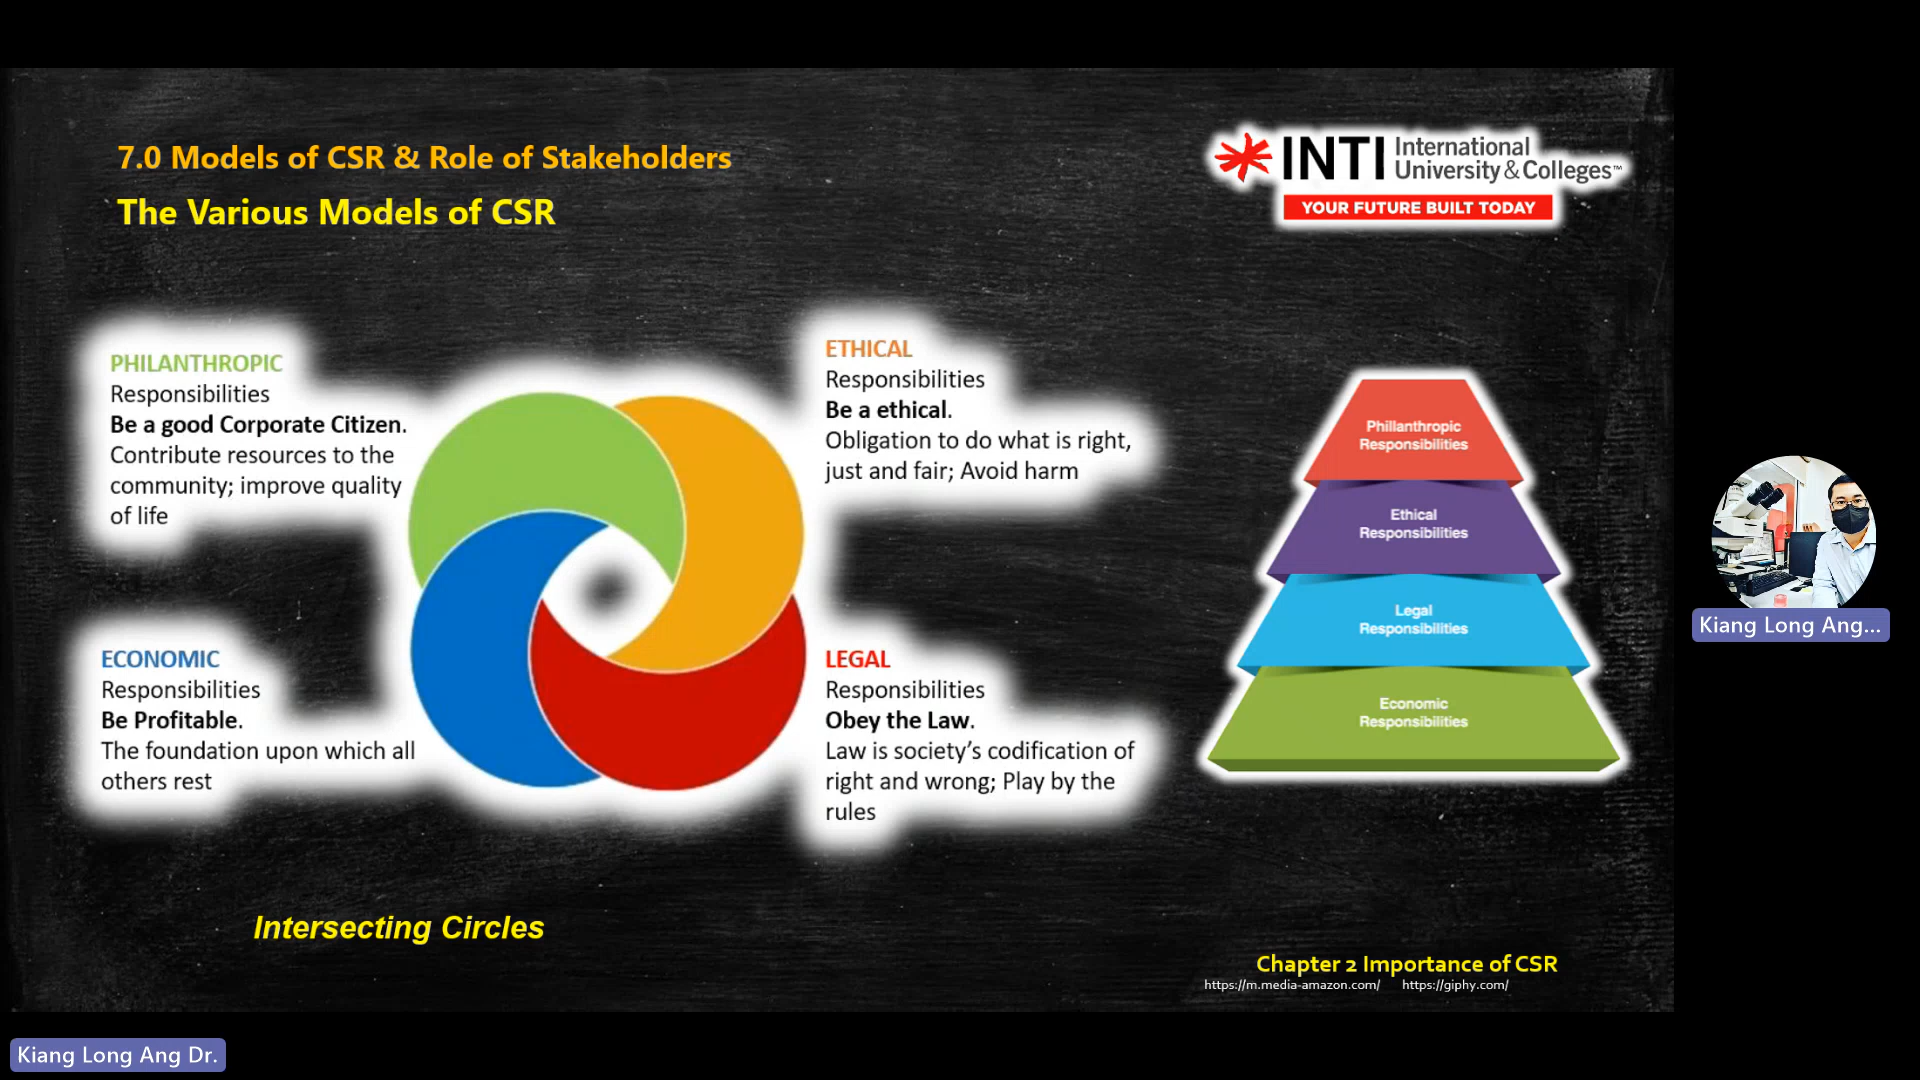 7.0 Models of CSR & Role of Stakeholders
The Various Models of CSR
INTI International
University & Colleges™
YOUR FUTURE BUILT TODAY
PHILANTHROPIC
Responsibilities
Be a good Corporate Citizen.
Contribute resources to the
community; improve quality
of life
ETHICAL
Responsibilities
Be a ethical.
Obligation to do what is right,
just and fair; Avoid harm
ECONOMIC
Responsibilities
Be Profitable.
The foundation upon which all
others rest
LEGAL
Responsibilities
Obey the Law.
Law is society’s codification of
right and wrong; Play by the
rules
Phillanthropic
Responsibilities
Ethical
Responsibilities
Legal
Responsibilities
Economic
Responsibilities
Kiang Long Ang...
Intersecting Circles
Chapter 2 Importance of CSR
https://m.media-amazon.com/ https://giphy.com/
Kiang Long Ang Dr.